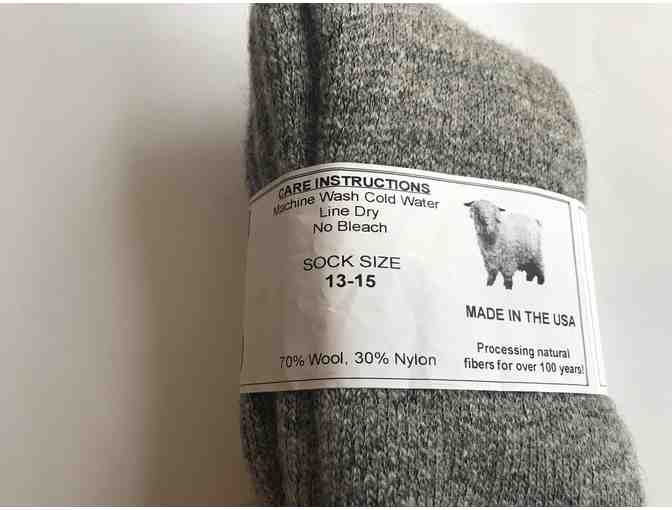 CARE INSTRUCTIONS
Machine Wash Cold Water
Line Dry
No Bleach
SOCK SIZE
13-15
70% Wool, 30% Nylon
MADE IN THE USA
Processing natural
fibers for over 100 years!